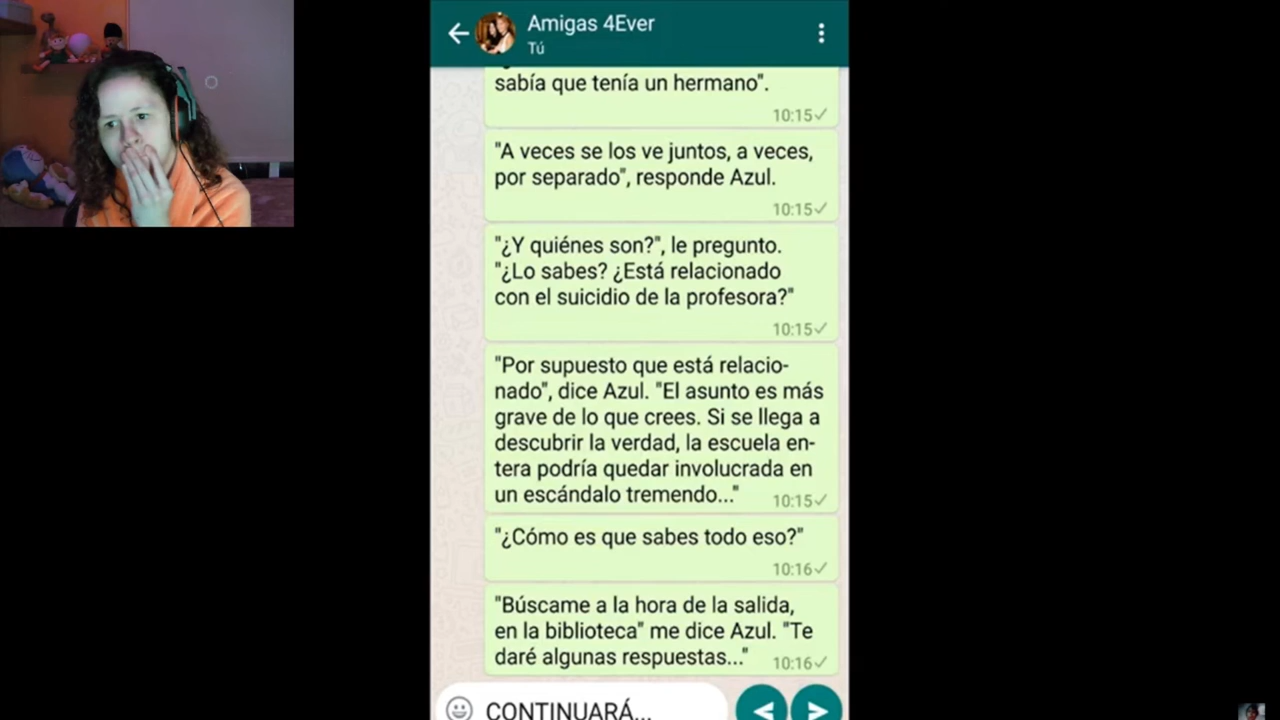 Amigas 4Ever
Tú
sabía que tenía un hermano".
10:15
"A veces se los ve juntos, a veces,
por separado", responde Azul.
10:15
"¿Y quiénes son?", le pregunto.
"¿Lo sabes? ¿Está relacionado
con el suicidio de la profesora?"
10:15
"Por supuesto que está relacio-
nado", dice Azul. "El asunto es más
grave de lo que crees. Si se llega a
descubrir la verdad, la escuela en-
tera podría quedar involucrada en
un escándalo tremendo..."
10:15
"¿Cómo es que sabes todo eso?"
10:16
"Búscame a la hora de la salida,
en la biblioteca" me dice Azul. "Te
daré algunas respuestas..."
10:16
CONTINUARÁ...